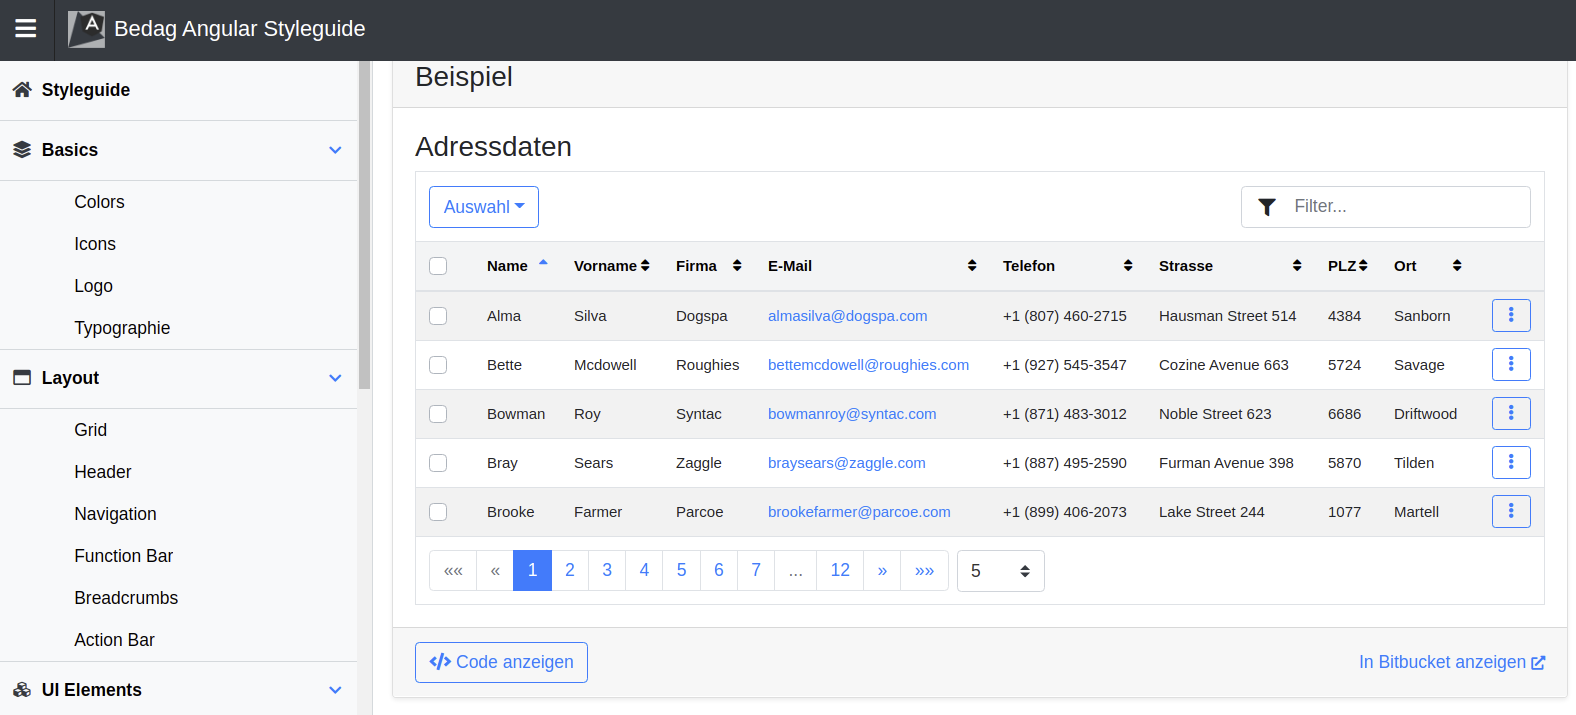 Bedag Angular Styleguide
Styleguide
Basics
Colors
Icons
Logo
Typographie
Layout
Grid
Header
Navigation
Function Bar
Breadcrumbs
Action Bar
UI Elements
Beispiel
Adressdaten
Auswahl Filter...
Name Vorname Firma E-Mail Telefon Strasse PLZ Ort
Alma Silva Dogspa almasilva@dogspa.com +1 (807) 460-2715 Hausman Street 514 4384 Sanborn
Bette Mcdowell Roughies bettemcdowell@roughies.com +1 (927) 545-3547 Cozine Avenue 663 5724 Savage
Bowman Roy Syntac bowmanroy@syntac.com +1 (871) 483-3012 Noble Street 623 6686 Driftwood
Bray Sears Zaggle braysears@zaggle.com +1 (887) 495-2590 Furman Avenue 398 5870 Tilden
Brooke Farmer Parcoe brookefarmer@parcoe.com +1 (899) 406-2073 Lake Street 244 1077 Martell
«« « 1 2 3 4 5 6 7 ... 12 » »» 5
</> Code anzeigen In Bitbucket anzeigen